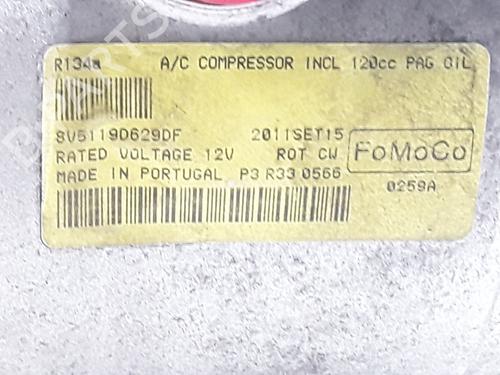 R134a A/C COMPRESSOR INCL 120cc PAG OIL
8V5119D629DF 2011SET15
RATED VOLTAGE 12V ROT CW FoMoCo
MADE IN PORTUGAL P3 R33 0566 0259A